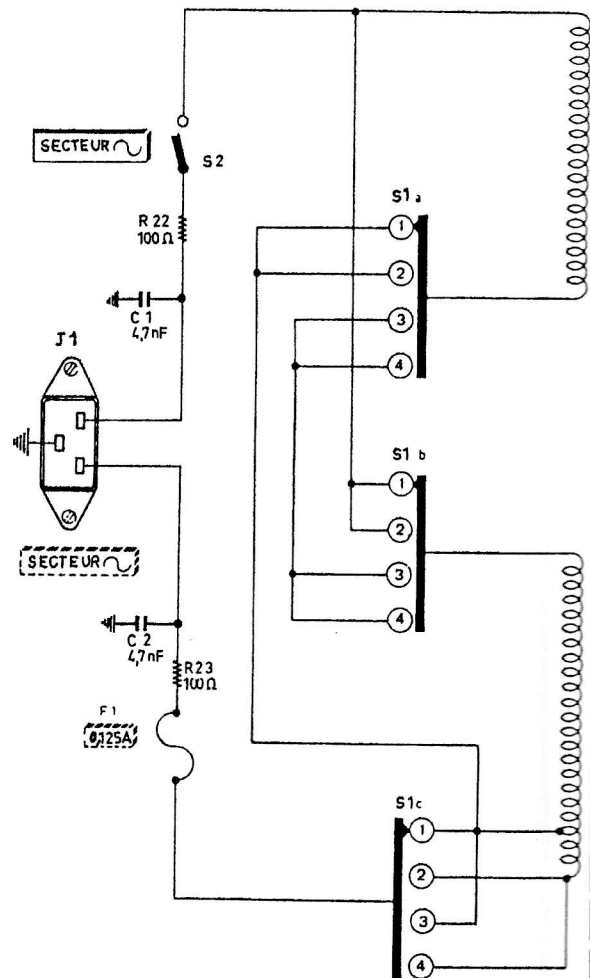 SECTEUR
S2
R22
100Ω
C1
4,7nF
J1
SECTEUR
C2
4,7nF
R23
100Ω
F1
0,125A
S1a
1
2
3
4
S1b
1
2
3
4
S1c
1
2
3
4